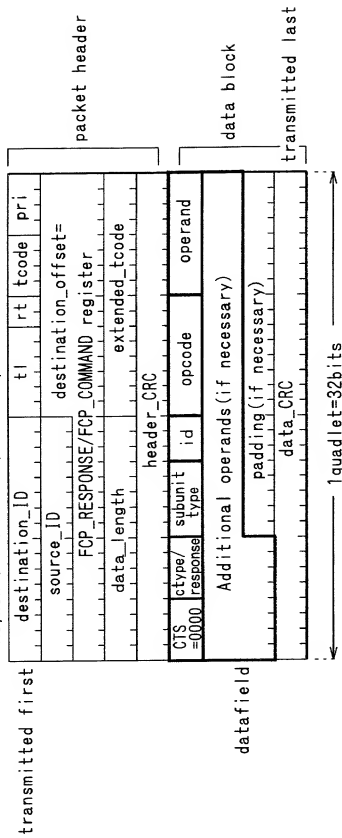 transmitted first
destination_ID tl rt tcode pri
source_ID destination_offset=
FCP_RESPONSE/FCP_COMMAND register
data_length extended_tcode
header_CRC
packet header
CTS =0000 ctype/ response subunit type id opcode operand
Additional operands(if necessary)
padding(if necessary)
data_CRC
datafield
data block
transmitted last
1quadlet=32bits